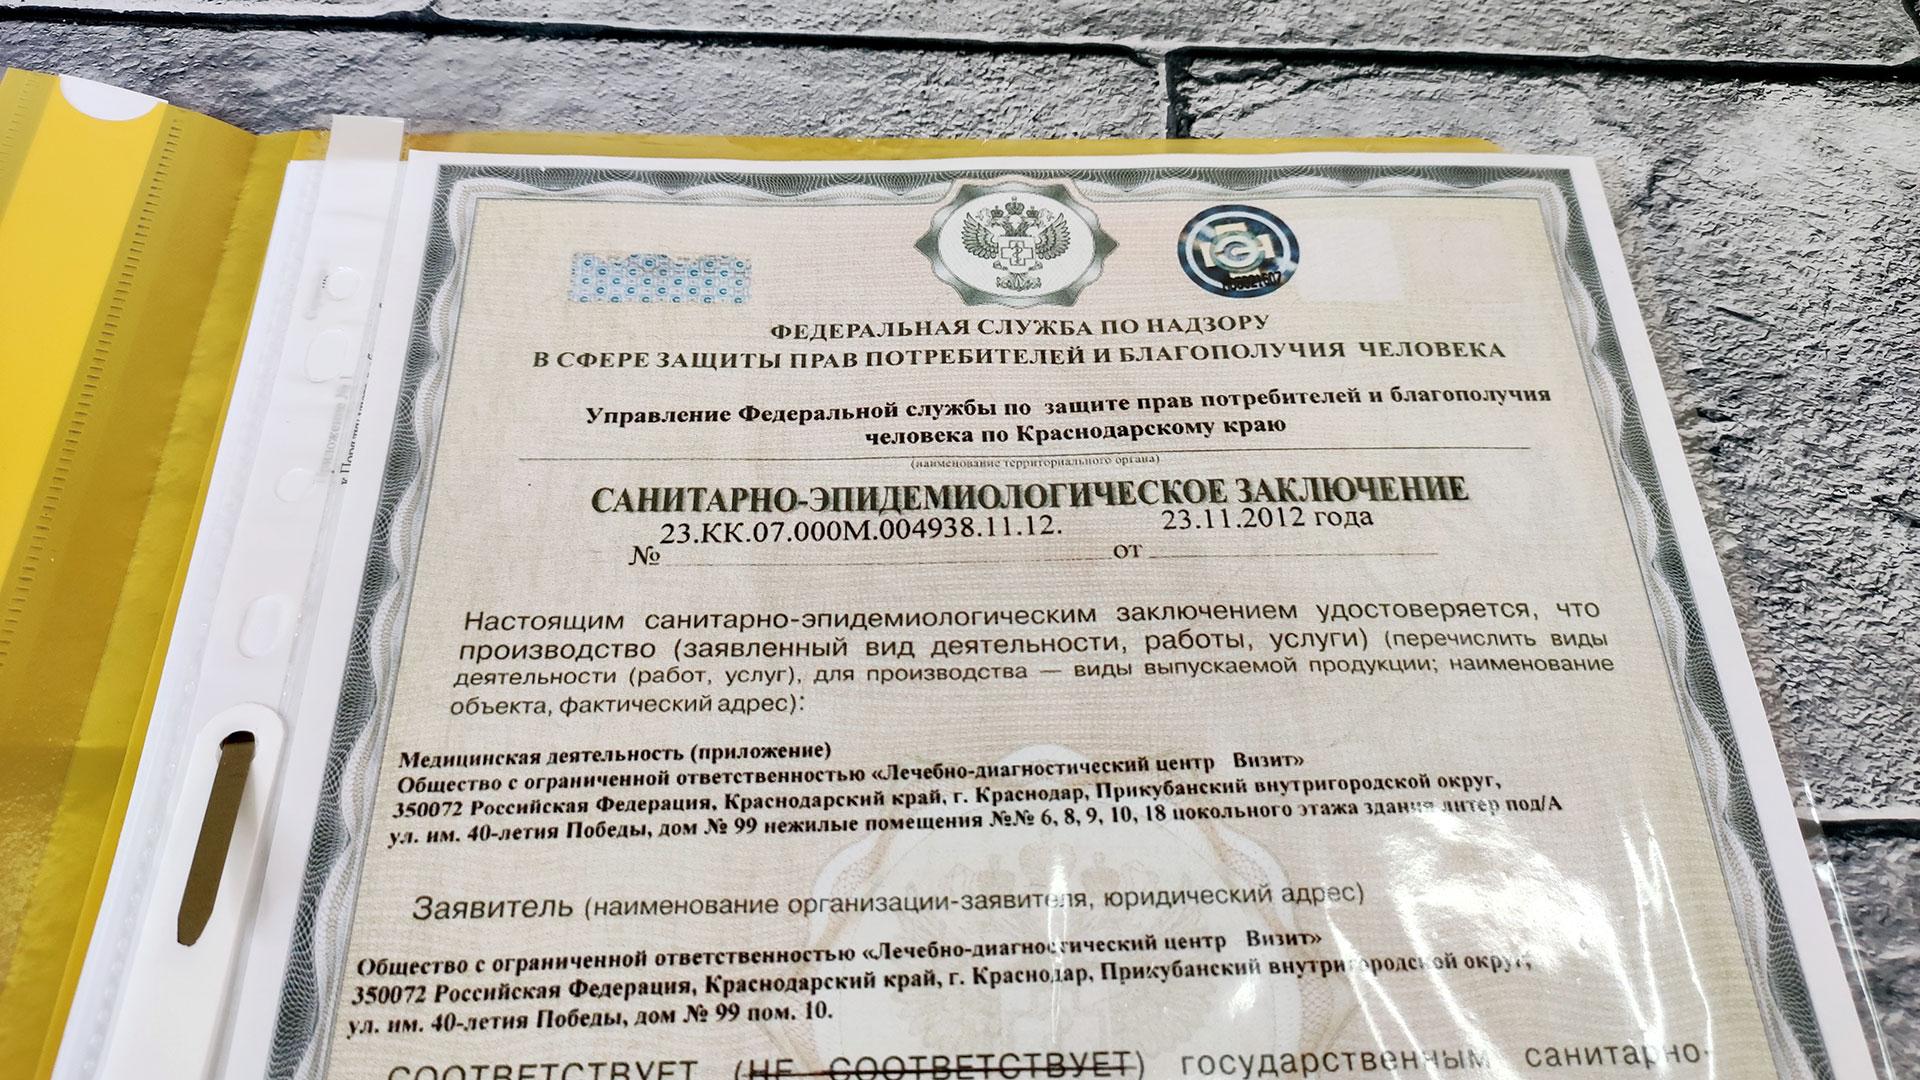 ФЕДЕРАЛЬНАЯ СЛУЖБА ПО НАДЗОРУ
В СФЕРЕ ЗАЩИТЫ ПРАВ ПОТРЕБИТЕЛЕЙ И БЛАГОПОЛУЧИЯ ЧЕЛОВЕКА
Управление Федеральной службы по защите прав потребителей и благополучия
человека по Краснодарскому краю
(наименование территориального органа)
САНИТАРНО-ЭПИДЕМИОЛОГИЧЕСКОЕ ЗАКЛЮЧЕНИЕ
№ 23.КК.07.000М.004938.11.12. от 23.11.2012 года
Настоящим санитарно-эпидемиологическим заключением удостоверяется, что
производство (заявленный вид деятельности, работы, услуги) (перечислить виды
деятельности (работ, услуг), для производства — виды выпускаемой продукции; наименование
объекта, фактический адрес):
Медицинская деятельность (приложение)
Общество с ограниченной ответственностью «Лечебно-диагностический центр Визит»
350072 Российская Федерация, Краснодарский край, г. Краснодар, Прикубанский внутригородской округ,
ул. им. 40-летия Победы, дом № 99 нежилые помещения №№ 6, 8, 9, 10, 18 цокольного этажа здания литер под/А
Заявитель (наименование организации-заявителя, юридический адрес)
Общество с ограниченной ответственностью «Лечебно-диагностический центр Визит»
350072 Российская Федерация, Краснодарский край, г. Краснодар, Прикубанский внутригородской округ,
ул. им. 40-летия Победы, дом № 99 пом. 10.
СООТВЕТСТВУЕТ (НЕ СООТВЕТСТВУЕТ) государственным санитарно-